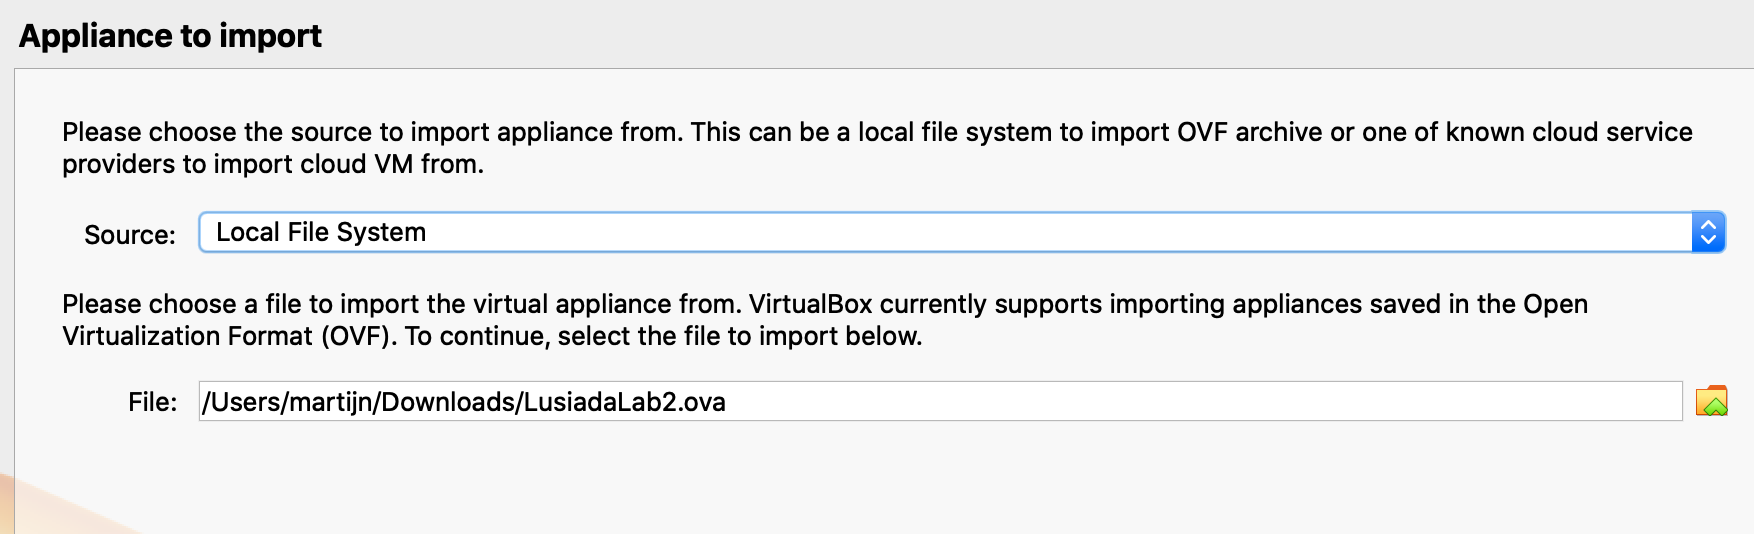 Appliance to import
Please choose the source to import appliance from. This can be a local file system to import OVF archive or one of known cloud service
providers to import cloud VM from.
Source: Local File System
Please choose a file to import the virtual appliance from. VirtualBox currently supports importing appliances saved in the Open
Virtualization Format (OVF). To continue, select the file to import below.
File: /Users/martijn/Downloads/LusiadaLab2.ova